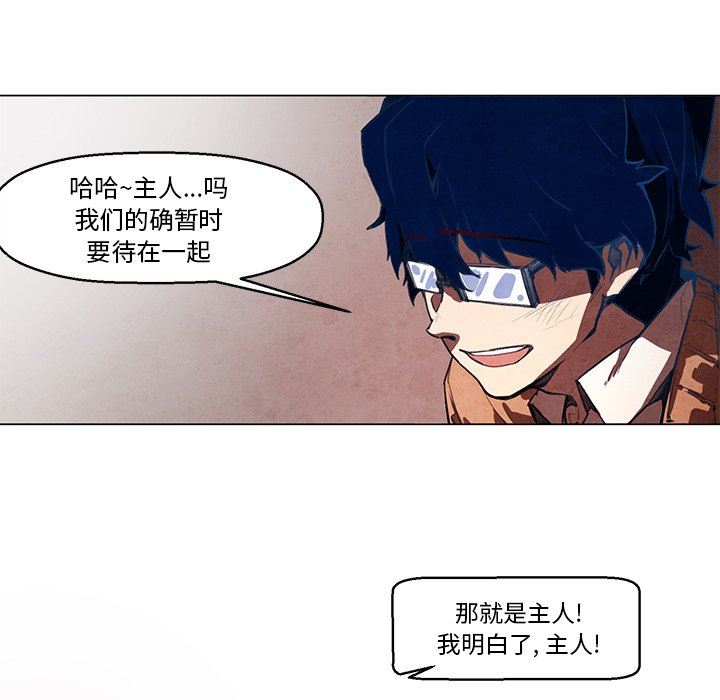 哈哈~主人...吗
我们的确暂时
要待在一起
那就是主人!
我明白了, 主人!